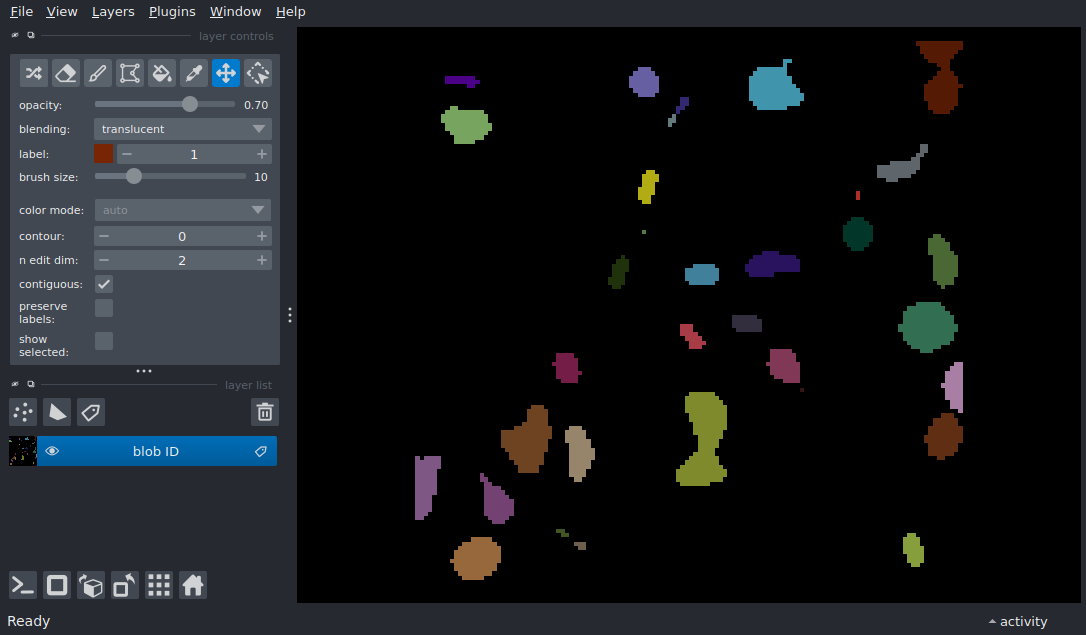 File View Layers Plugins Window Help
layer controls
opacity: 0.70
blending: translucent
label: 1
brush size: 10
color mode: auto
contour: 0
n edit dim: 2
contiguous:
preserve
labels:
show
selected:
layer list
blob ID
Ready
activity